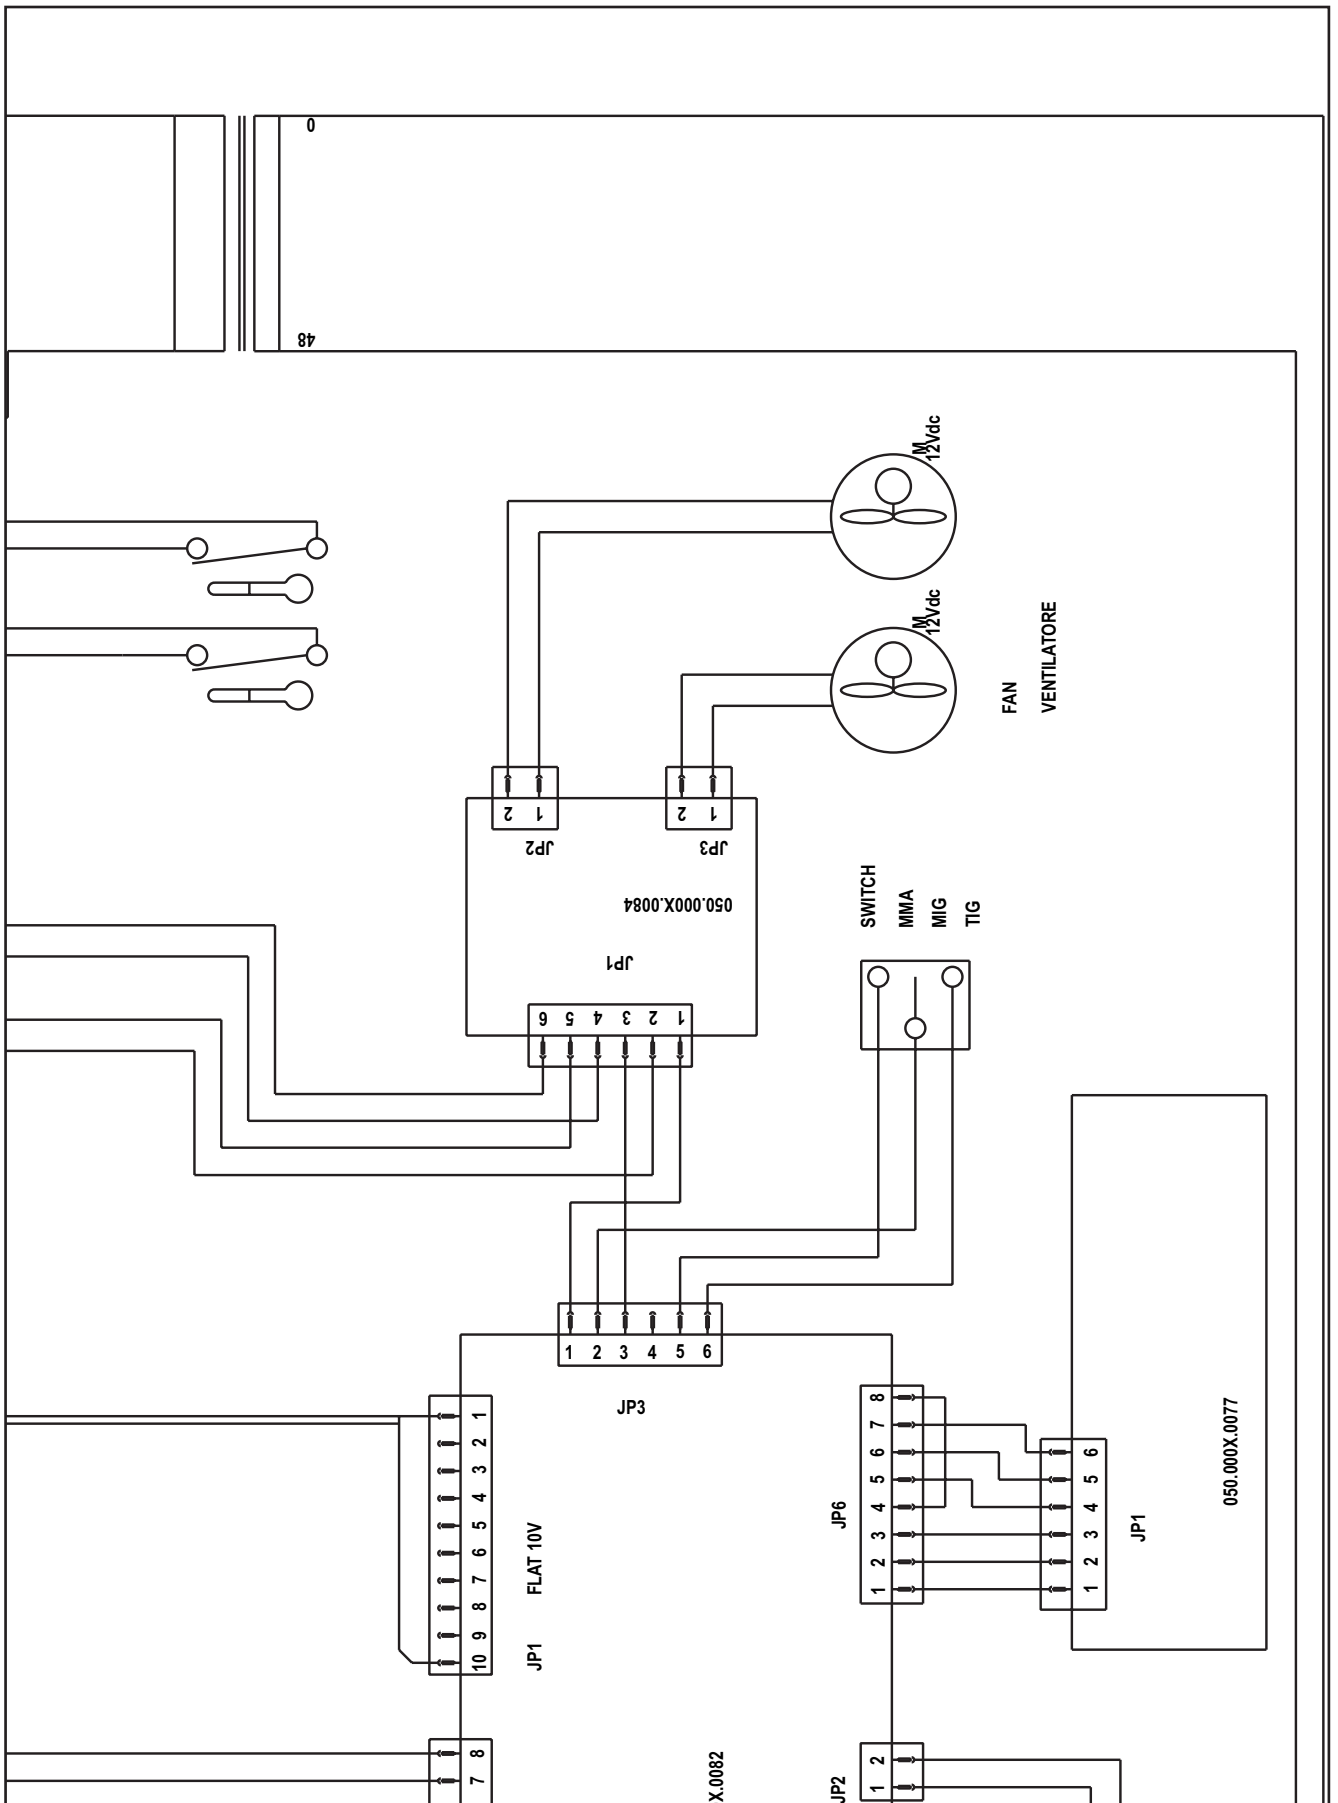 0
48
M
12Vdc
M
12Vdc
FAN
VENTILATORE
2 1
JP2
2 1
JP3
050.000X.0084
JP1
6 5 4 3 2 1
SWITCH
MMA
MIG
TIG
1 2 3 4 5 6
JP3
1
2
3
4
5
6
7
8
9
10
FLAT 10V
JP1
8
7
6
5
4
3
2
1
JP6
6
5
4
3
2
1
JP1
050.000X.0077
8
7
X.0082
2
1
JP2